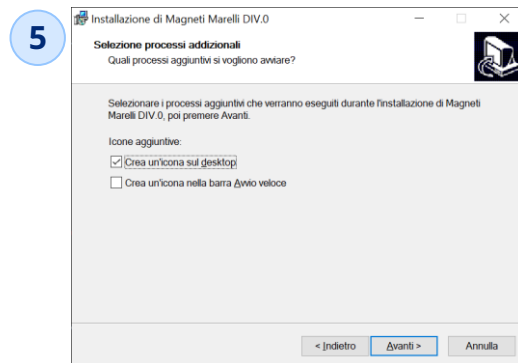 5
Installazione di Magneti Marelli DIV.0
Selezione processi addizionali
Quali processi aggiuntivi si vogliono avviare?
Selezionare i processi aggiuntivi che verranno eseguiti durante l'installazione di Magneti
Marelli DIV.0, poi premere Avanti.
Icone aggiuntive:
Crea un'icona sul desktop
Crea un'icona nella barra Avvio veloce
< Indietro
Avanti >
Annulla